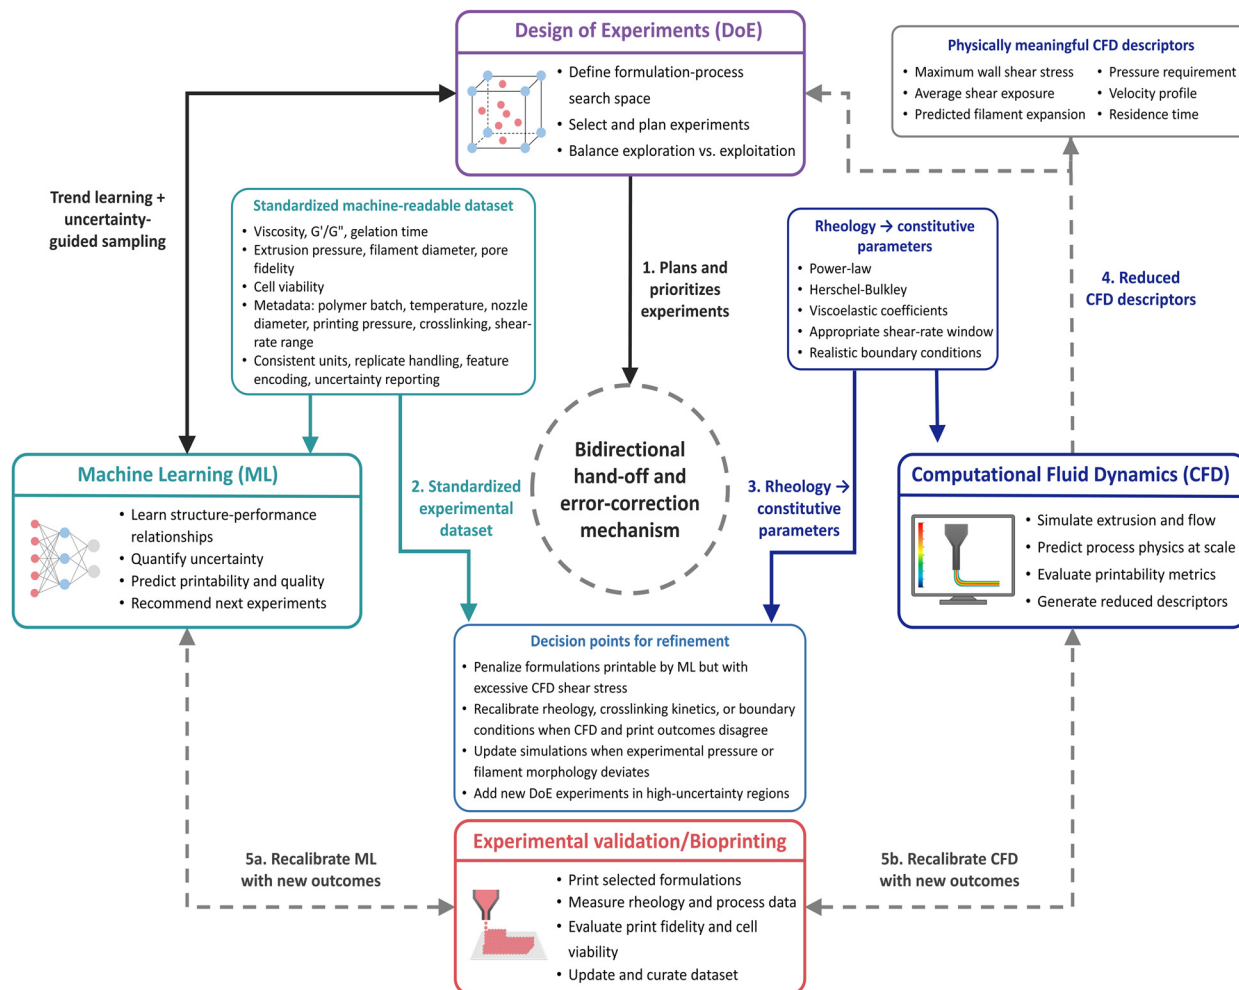 Design of Experiments (DoE)
• Define formulation-process
search space
• Select and plan experiments
• Balance exploration vs. exploitation
Physically meaningful CFD descriptors
• Maximum wall shear stress
• Average shear exposure
• Predicted filament expansion
• Pressure requirement
• Velocity profile
• Residence time
Trend learning +
uncertainty-
guided sampling
Standardized machine-readable dataset
• Viscosity, G'/G", gelation time
• Extrusion pressure, filament diameter, pore
fidelity
• Cell viability
• Metadata: polymer batch, temperature, nozzle
diameter, printing pressure, crosslinking, shear-
rate range
• Consistent units, replicate handling, feature
encoding, uncertainty reporting
1. Plans and
prioritizes
experiments
Rheology → constitutive
parameters
• Power-law
• Herschel-Bulkley
• Viscoelastic coefficients
• Appropriate shear-rate window
• Realistic boundary conditions
4. Reduced
CFD descriptors
Machine Learning (ML)
• Learn structure-performance
relationships
• Quantify uncertainty
• Predict printability and quality
• Recommend next experiments
2. Standardized
experimental
dataset
Bidirectional
hand-off and
error-correction
mechanism
3. Rheology →
constitutive
parameters
Computational Fluid Dynamics (CFD)
• Simulate extrusion and flow
• Predict process physics at scale
• Evaluate printability metrics
• Generate reduced descriptors
Decision points for refinement
• Penalize formulations printable by ML but with
excessive CFD shear stress
• Recalibrate rheology, crosslinking kinetics, or boundary
conditions when CFD and print outcomes disagree
• Update simulations when experimental pressure or
filament morphology deviates
• Add new DoE experiments in high-uncertainty regions
5a. Recalibrate ML
with new outcomes
Experimental validation/Bioprinting
• Print selected formulations
• Measure rheology and process data
• Evaluate print fidelity and cell
viability
• Update and curate dataset
5b. Recalibrate CFD
with new outcomes